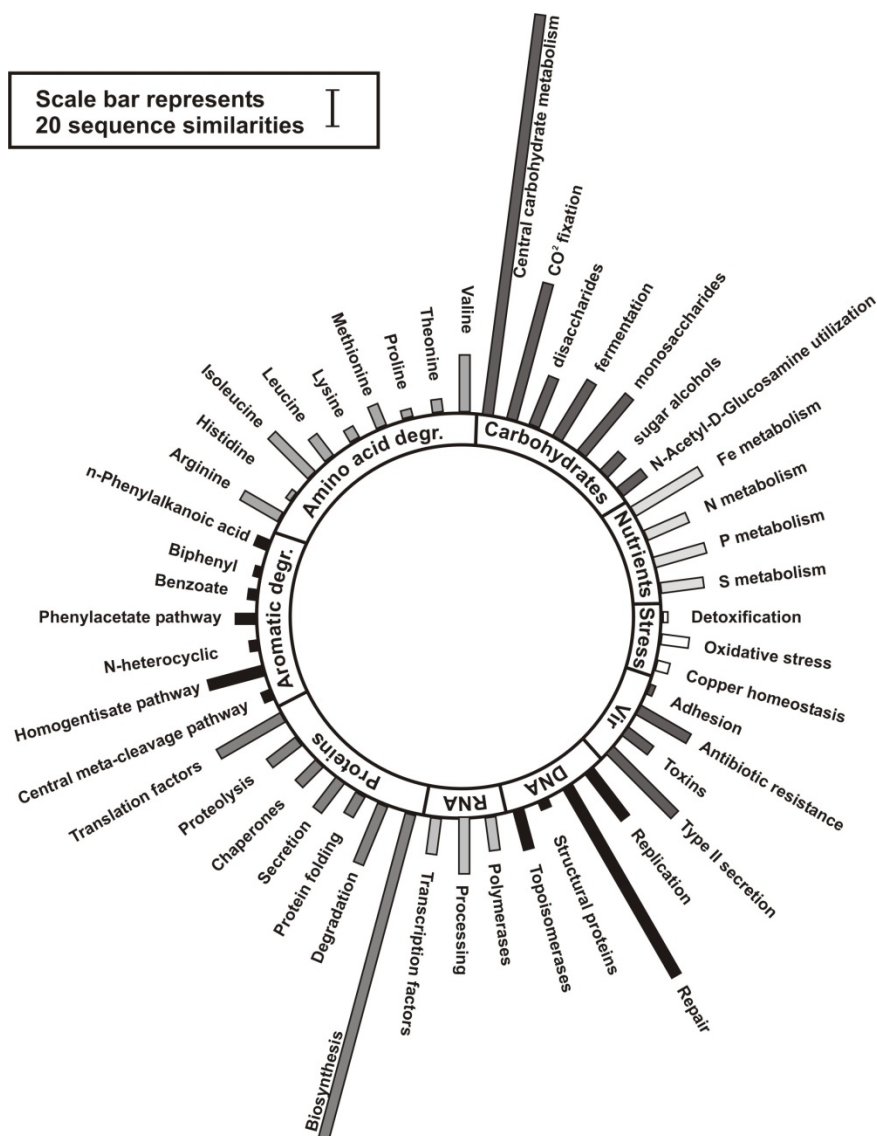 Scale bar represents
20 sequence similarities
Central carbohydrate metabolism
CO² fixation
disaccharides
fermentation
monosaccharides
sugar alcohols
N-Acetyl-D-Glucosamine utilization
Fe metabolism
N metabolism
P metabolism
S metabolism
Detoxification
Oxidative stress
Copper homeostasis
Adhesion
Antibiotic resistance
Toxins
Type II secretion
Replication
Repair
Structural proteins
Topoisomerases
Polymerases
Processing
Transcription factors
Biosynthesis
Degradation
Protein folding
Secretion
Chaperones
Proteolysis
Translation factors
Central meta-cleavage pathway
Homogentisate pathway
N-heterocyclic
Phenylacetate pathway
Benzoate
Biphenyl
n-Phenylalkanoic acid
Arginine
Histidine
Isoleucine
Leucine
Lysine
Methionine
Proline
Theonine
Valine
Carbohydrates
Nutrients
Stress
Vir
DNA
RNA
Proteins
Aromatic degr.
Amino acid degr.